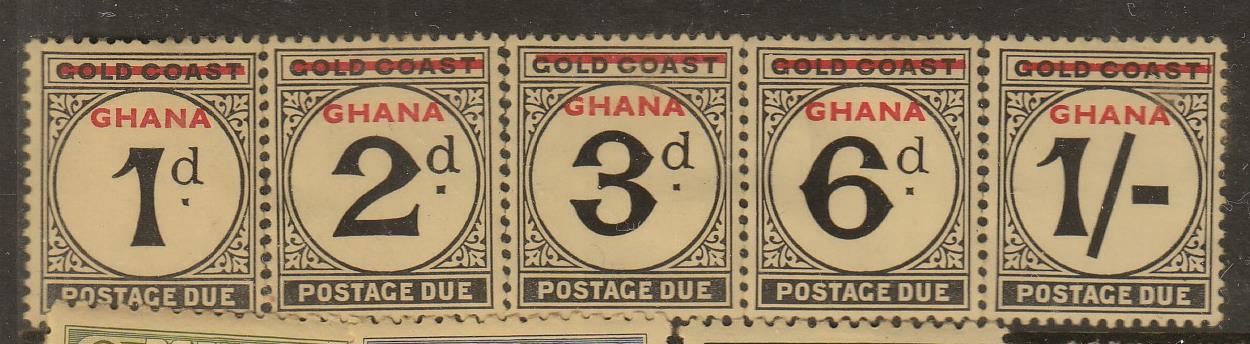 GOLD COAST
GHANA
1d.
POSTAGE DUE
GOLD COAST
GHANA
2d.
POSTAGE DUE
GOLD COAST
GHANA
3d.
POSTAGE DUE
GOLD COAST
GHANA
6d.
POSTAGE DUE
GOLD COAST
GHANA
1/-
POSTAGE DUE